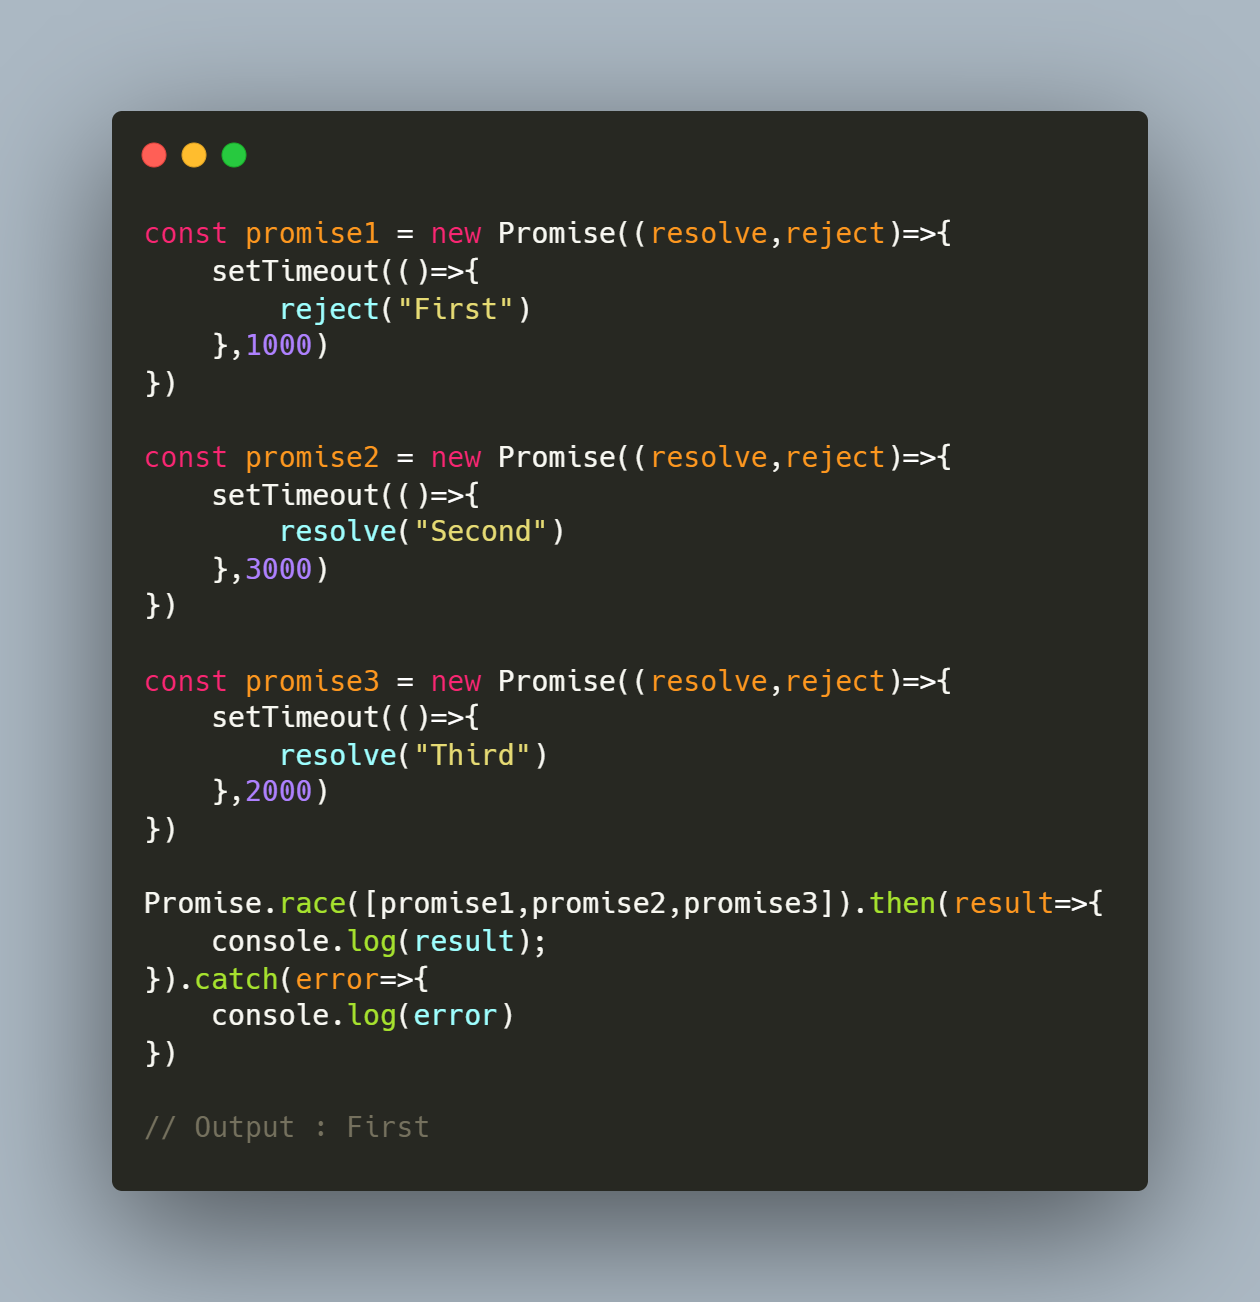 const promise1 = new Promise((resolve,reject)=>{
    setTimeout(()=>{
        reject("First")
    },1000)
})

const promise2 = new Promise((resolve,reject)=>{
    setTimeout(()=>{
        resolve("Second")
    },3000)
})

const promise3 = new Promise((resolve,reject)=>{
    setTimeout(()=>{
        resolve("Third")
    },2000)
})

Promise.race([promise1,promise2,promise3]).then(result=>{
    console.log(result);
}).catch(error=>{
    console.log(error)
})

// Output : First